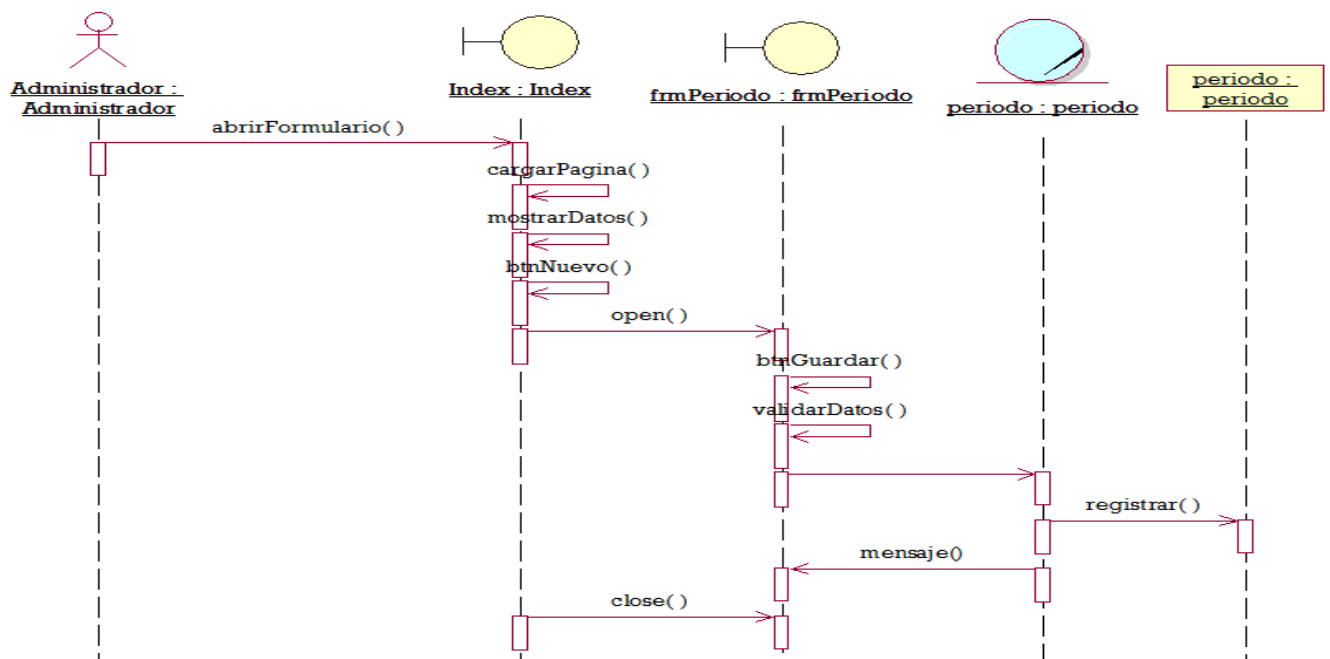 Administrador :
Administrador
Index : Index
frmPeriodo : frmPeriodo
periodo : periodo
periodo :
periodo
abrirFormulario( )
cargarPagina( )
mostrarDatos( )
btnNuevo( )
open( )
btnGuardar( )
validarDatos( )
registrar( )
mensaje()
close( )